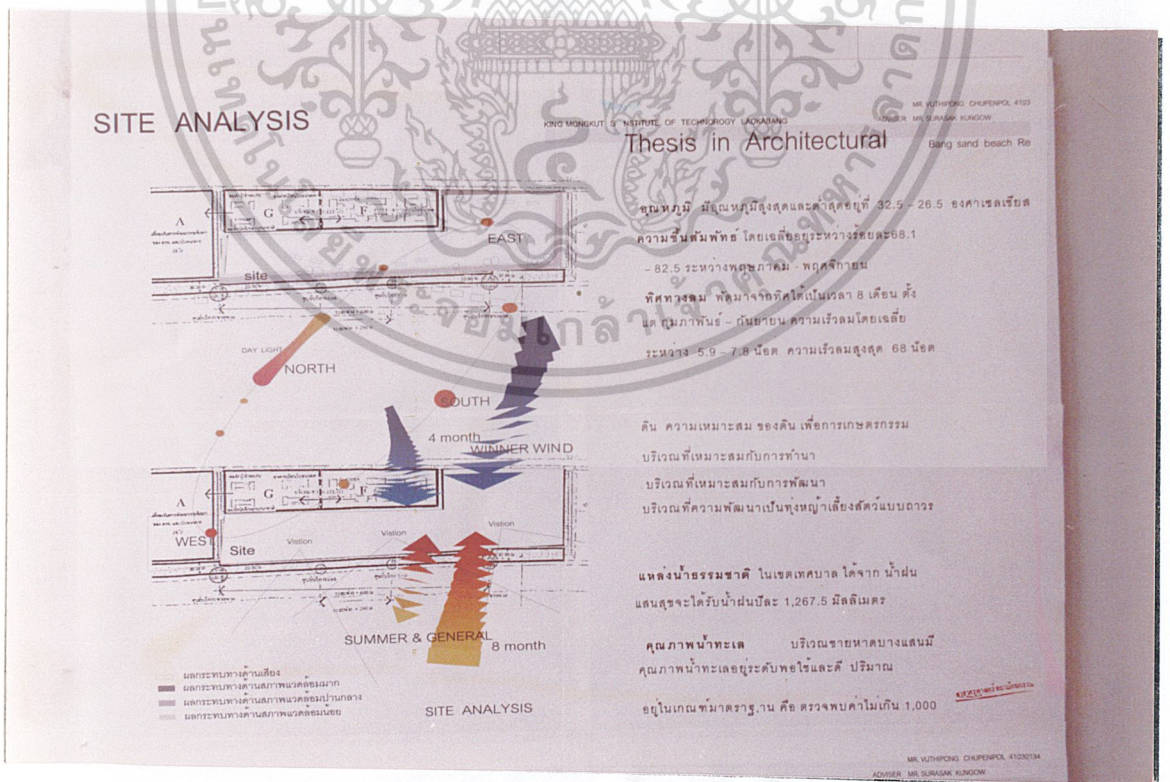 SITE ANALYSIS
KING MONGKUT S INSTITUTE OF TECHNOROGY LADKABANG
Thesis in Architectural
MR. VUTHIPONG CHUPENPOL 4103
ADVISER MR. SURASAK KUNGOW
Bang sand beach Re
A
G
F
EAST
site
DAY LIGHT
NORTH
SOUTH
4 month
WINNER WIND
A
G
F
WES
Site
Vistion
Vistion
Vistion
SUMMER & GENERAL
8 month
ผลกระทบทางด้านเสียง
ผลกระทบทางด้านสภาพแวดล้อมมาก
ผลกระทบทางด้านสภาพแวดล้อมปานกลาง
ผลกระทบทางด้านสภาพแวดล้อมน้อย
SITE ANALYSIS
อุณหภูมิ มีอุณหภูมิสูงสุดและต่ำสุดอยู่ที่ 32.5 - 26.5 องศาเซลเซียส
ความชื้นสัมพัทธ์ โดยเฉลี่ยอยู่ระหว่างร้อยละ68.1
- 82.5 ระหว่างพฤษภาคม - พฤศจิกายน
ทิศทางลม พัดมาจากทิศใต้เป็นเวลา 8 เดือน ตั้ง
แต่ กุมภาพันธ์ - กันยายน ความเร็วลมโดยเฉลี่ย
ระหว่าง 5.9 - 7.8 น๊อต ความเร็วลมสูงสุด 68 น๊อต
ดิน ความเหมาะสม ของดิน เพื่อการเกษตรกรรม
บริเวณที่เหมาะสมกับการทำนา
บริเวณที่เหมาะสมกับการพัฒนา
บริเวณที่ความพัฒนาเป็นทุ่งหญ้าเลี้ยงสัตว์แบบถาวร
แหล่งน้ำธรรมชาติ ในเขตเทศบาล ได้จาก น้ำฝน
แสนสุขจะได้รับน้ำฝนปีละ 1,267.5 มิลลิเมตร
คุณภาพน้ำทะเล บริเวณชายหาดบางแสนมี
คุณภาพน้ำทะเลอยู่ระดับพอใช้และดี ปริมาณ
อยู่ในเกณฑ์มาตราฐ,าน คือ ตรวจพบค่าไม่เกิน 1,000
MR. VUTHIPONG CHUPENPOL 41030134
ADVISER MR. SURASAK KUNGOW